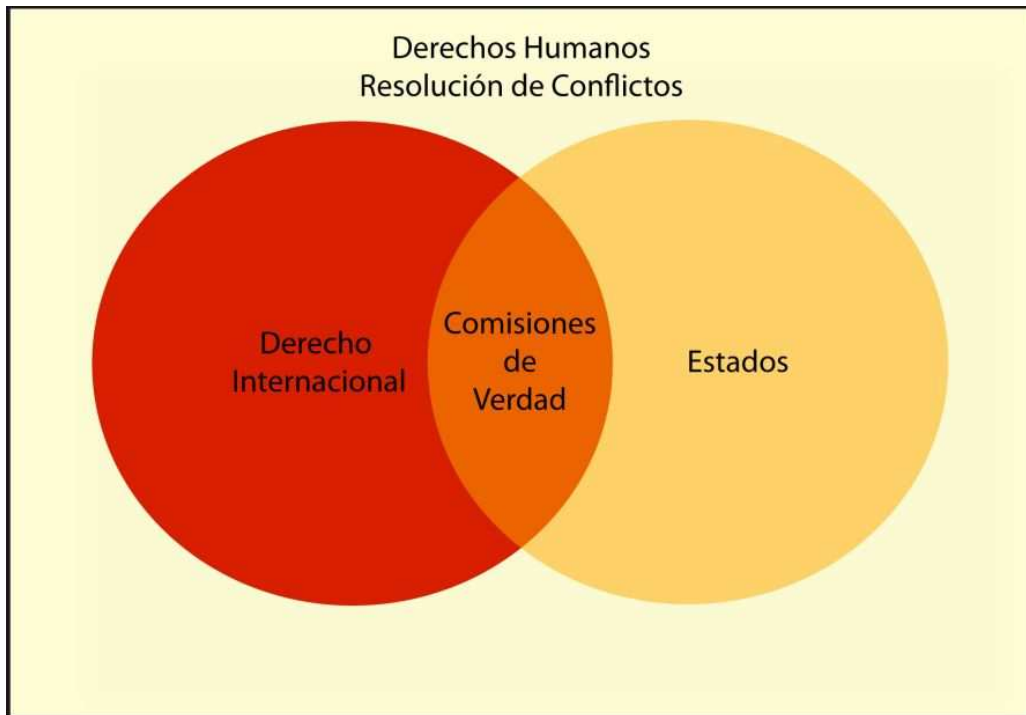 Derechos Humanos
Resolución de Conflictos
Derecho
Internacional
Comisiones
de
Verdad
Estados